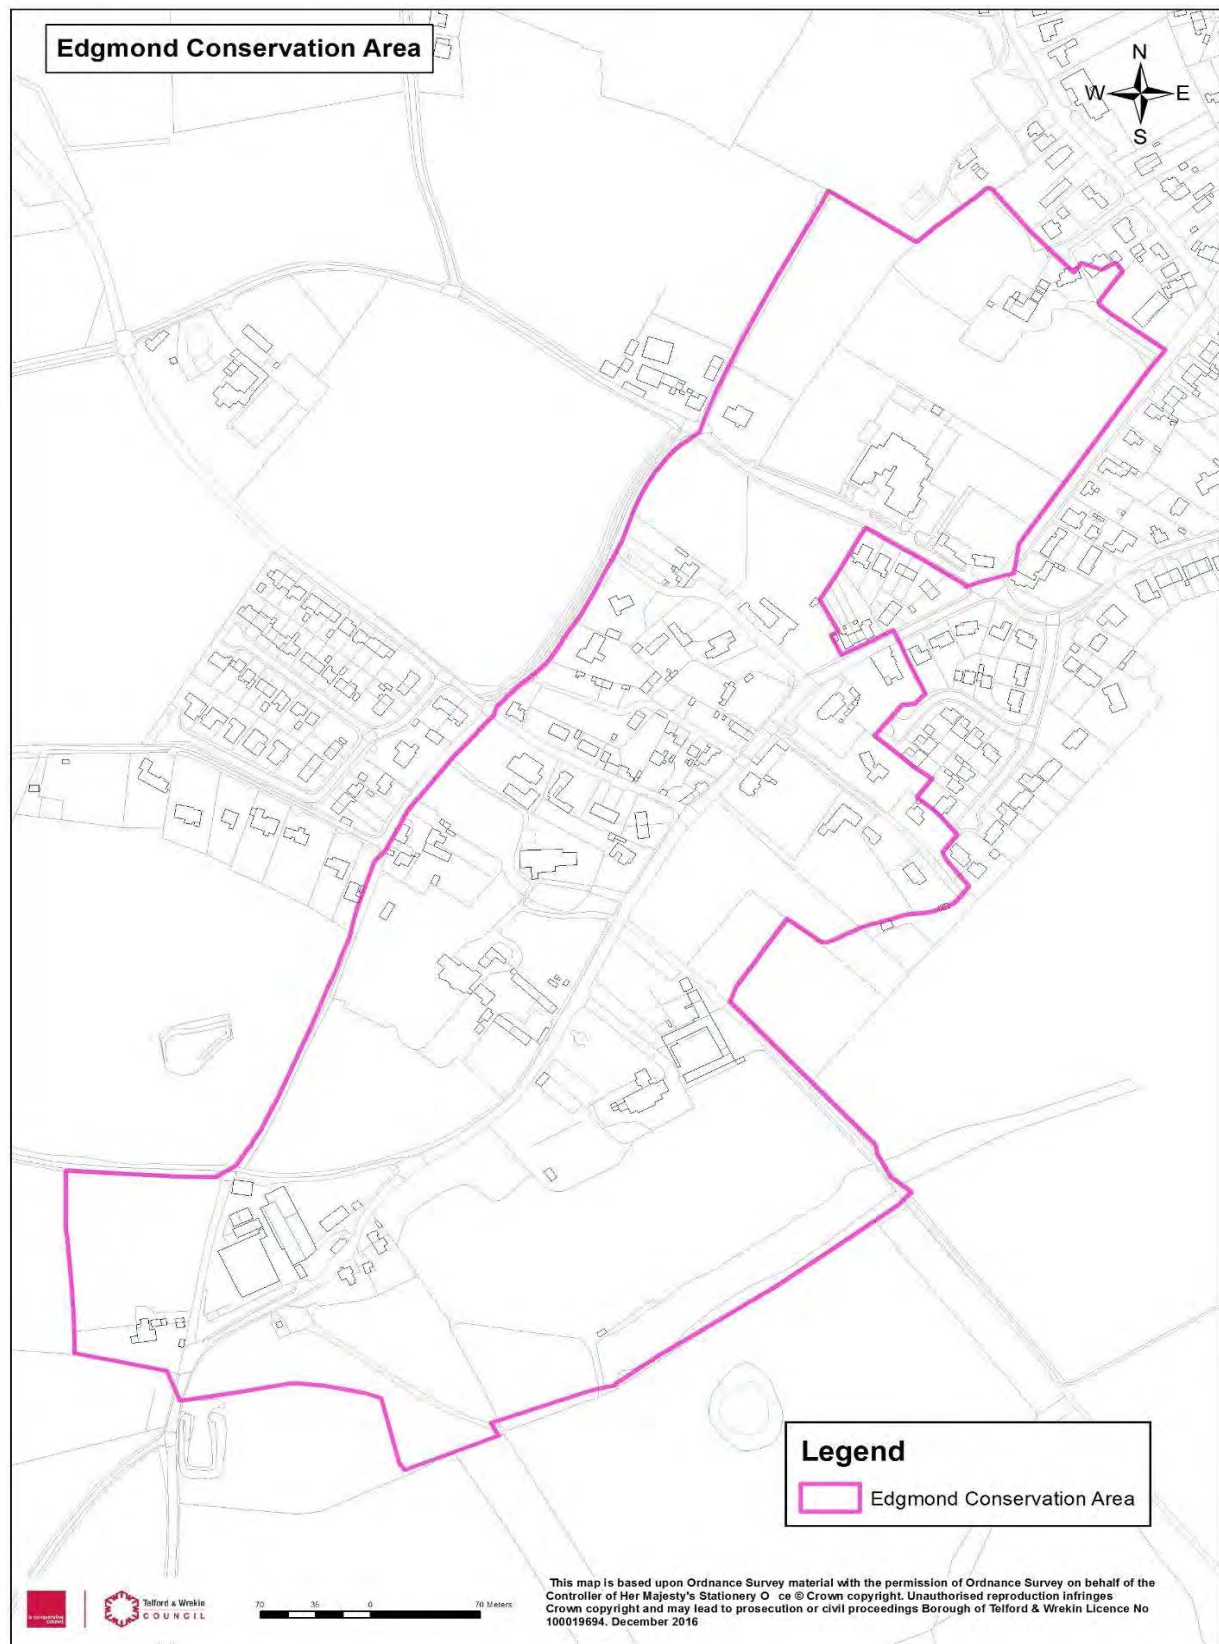 Edgmond Conservation Area
N
W E
S
Legend
Edgmond Conservation Area
a co-operative
council
Telford & Wrekin
COUNCIL
70 35 0 70 Meters
This map is based upon Ordnance Survey material with the permission of Ordnance Survey on behalf of the
Controller of Her Majesty's Stationery O ce © Crown copyright. Unauthorised reproduction infringes
Crown copyright and may lead to prosecution or civil proceedings Borough of Telford & Wrekin Licence No
100019694. December 2016